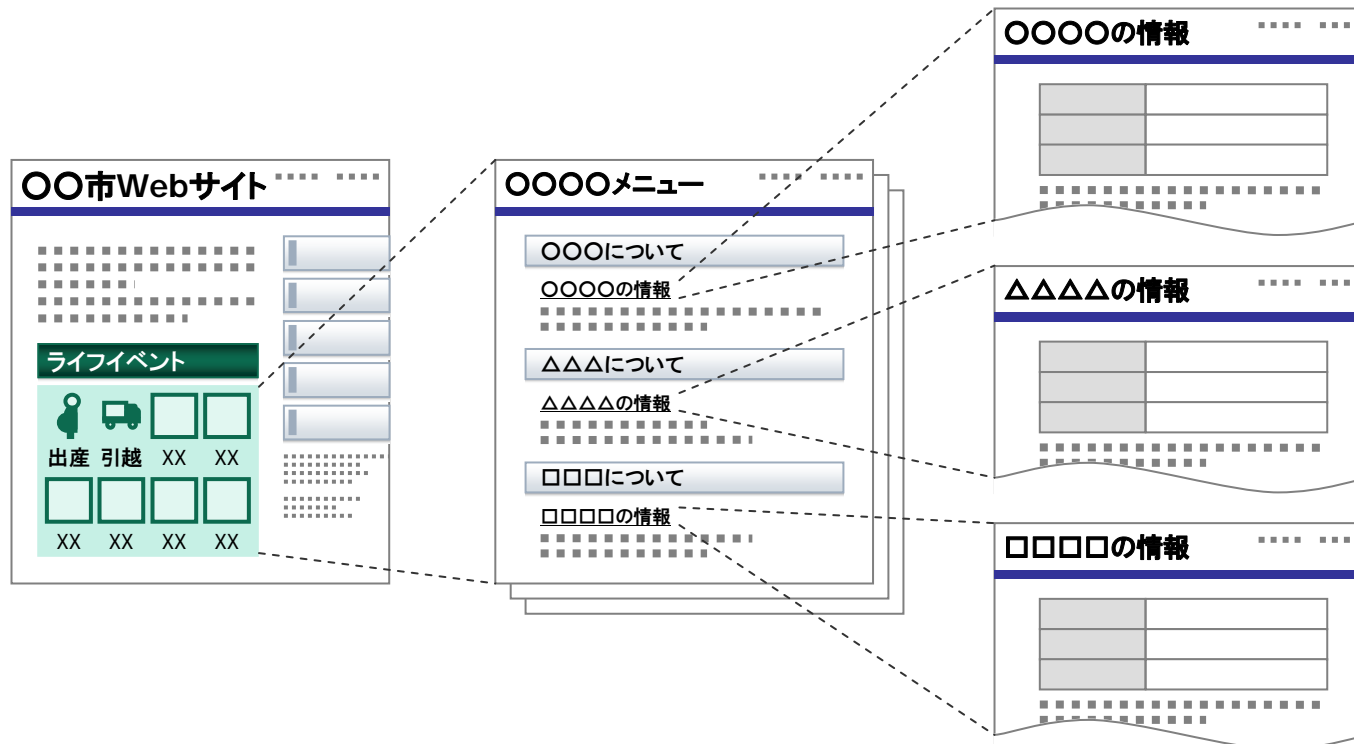 〇〇市Webサイト
ライフイベント
出産 引越 XX XX
XX XX XX XX
〇〇〇〇メニュー
〇〇〇について
〇〇〇〇の情報
△△△について
△△△△の情報
□□□について
□□□□の情報
〇〇〇〇の情報
△△△△の情報
□□□□の情報